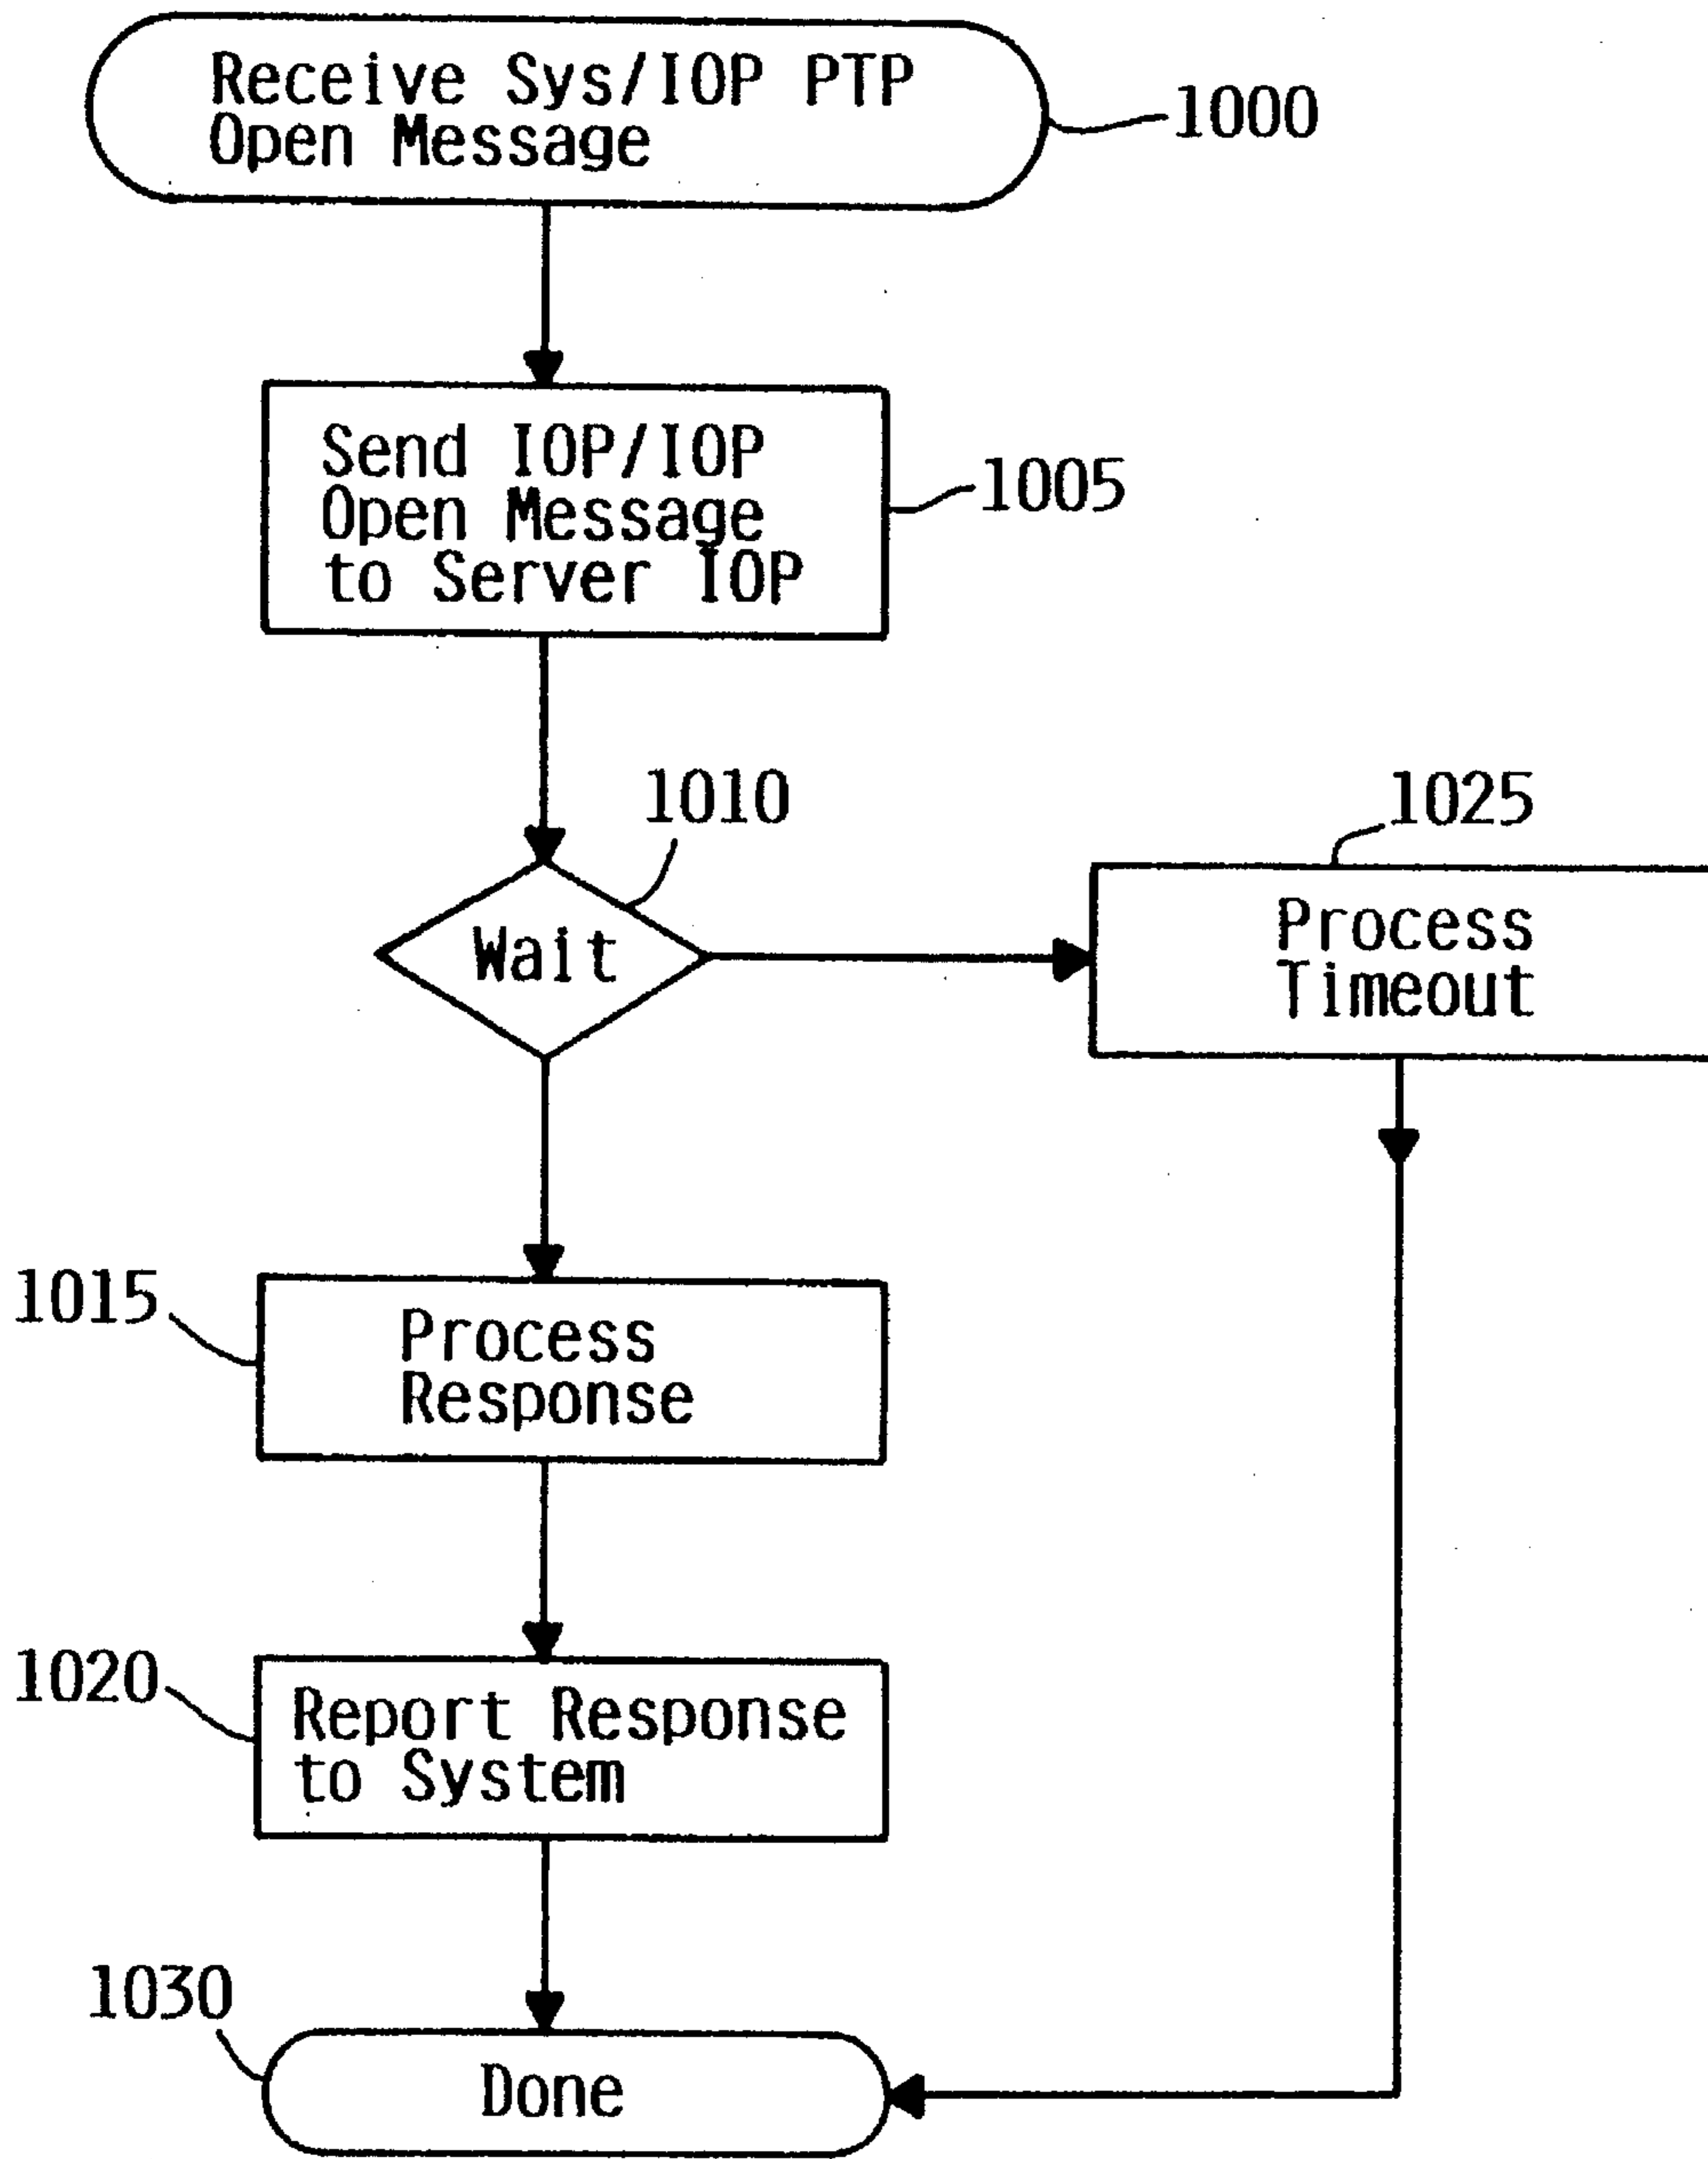 Receive Sys/IOP PTP
Open Message
1000
Send IOP/IOP
Open Message
to Server IOP
1005
1010
Wait
1025
Process
Timeout
1015
Process
Response
1020
Report Response
to System
1030
Done